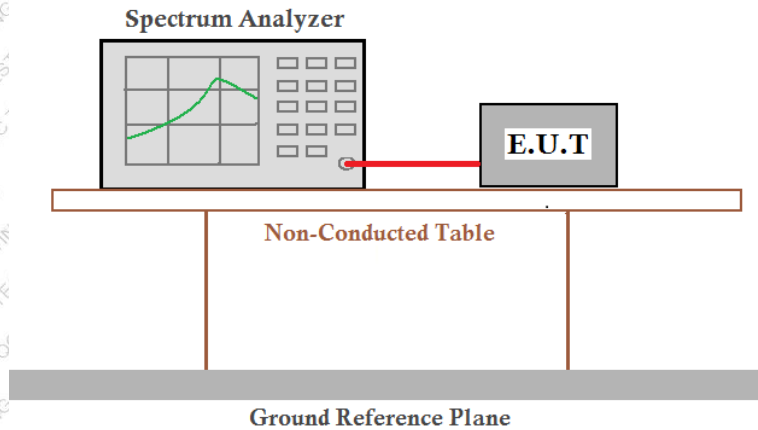 Spectrum Analyzer
E.U.T
Non-Conducted Table
Ground Reference Plane